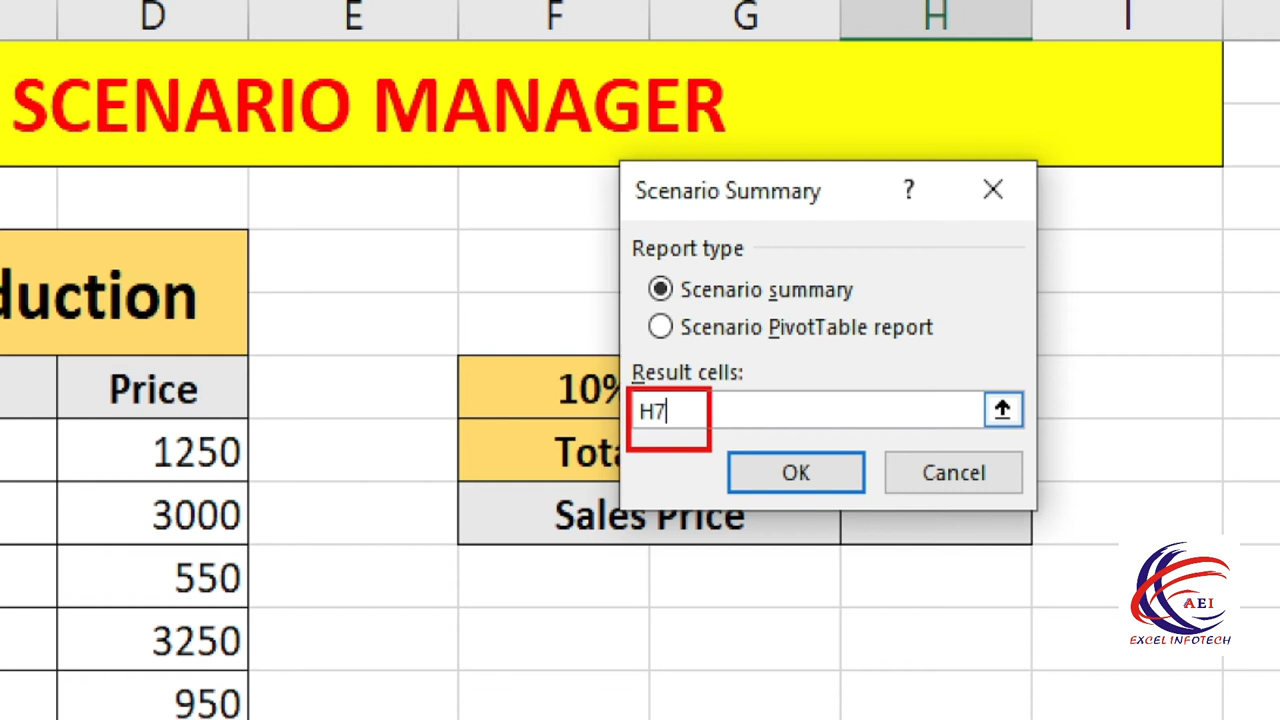 D E F G H I
SCENARIO MANAGER
Scenario Summary ? ×
Report type
Scenario summary
Scenario PivotTable report
Result cells:
H7
OK Cancel
duction
Price
1250
3000
550
3250
950
10%
Tota
Sales Price
AEI
EXCEL INFOTECH